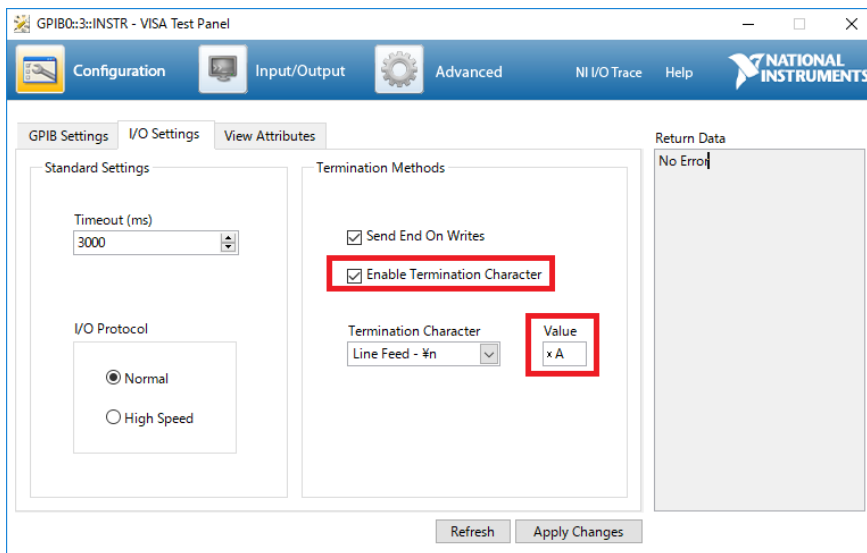 GPIB0::3::INSTR - VISA Test Panel
Configuration
Input/Output
Advanced
NI I/O Trace
Help
NATIONAL
INSTRUMENTS
GPIB Settings
I/O Settings
View Attributes
Standard Settings
Timeout (ms)
3000
I/O Protocol
Normal
High Speed
Termination Methods
Send End On Writes
Enable Termination Character
Termination Character
Line Feed - ¥n
Value
x A
Return Data
No Error
Refresh
Apply Changes